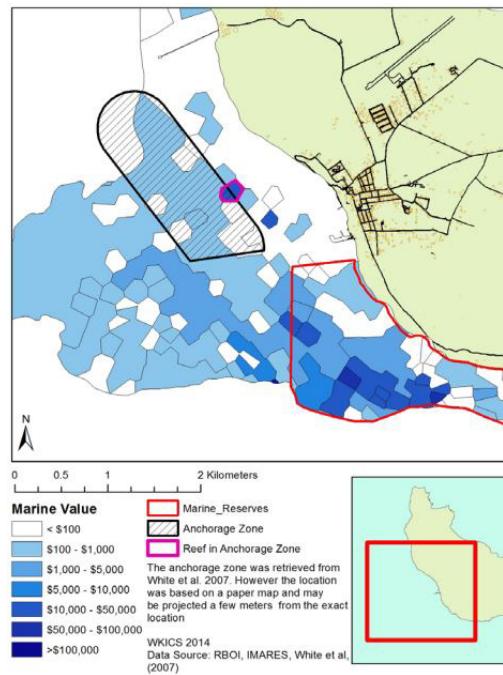 N
0 0.5 1 2 Kilometers
Marine Value
< $100
$100 - $1,000
$1,000 - $5,000
$5,000 - $10,000
$10,000 - $50,000
$50,000 - $100,000
>$100,000
Marine_Reserves
Anchorage Zone
Reef in Anchorage Zone
The anchorage zone was retrieved from
White et al. 2007. However the location
was based on a paper map and may
be projected a few meters from the exact
location
WKICS 2014
Data Source: RBOI, IMARES, White et al,
(2007)